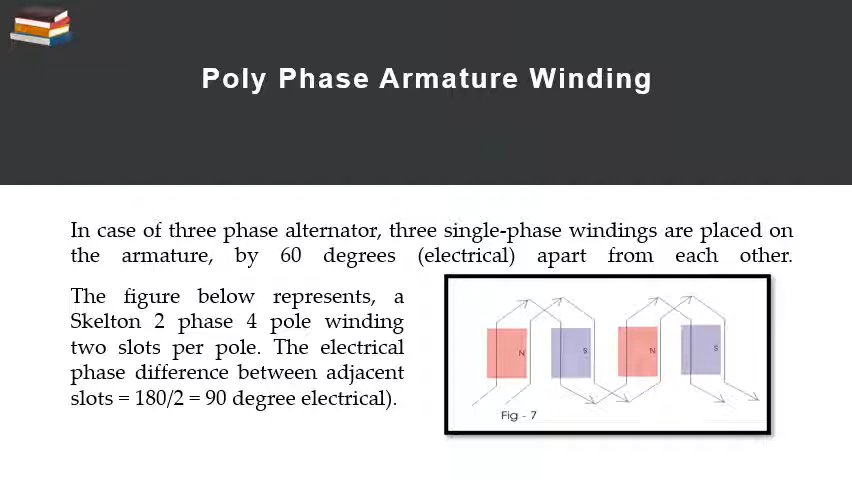 Poly Phase Armature Winding
In case of three phase alternator, three single-phase windings are placed on
the armature, by 60 degrees (electrical) apart from each other.
The figure below represents, a
Skelton 2 phase 4 pole winding
two slots per pole. The electrical
phase difference between adjacent
slots = 180/2 = 90 degree electrical).
N S N S
Fig - 7